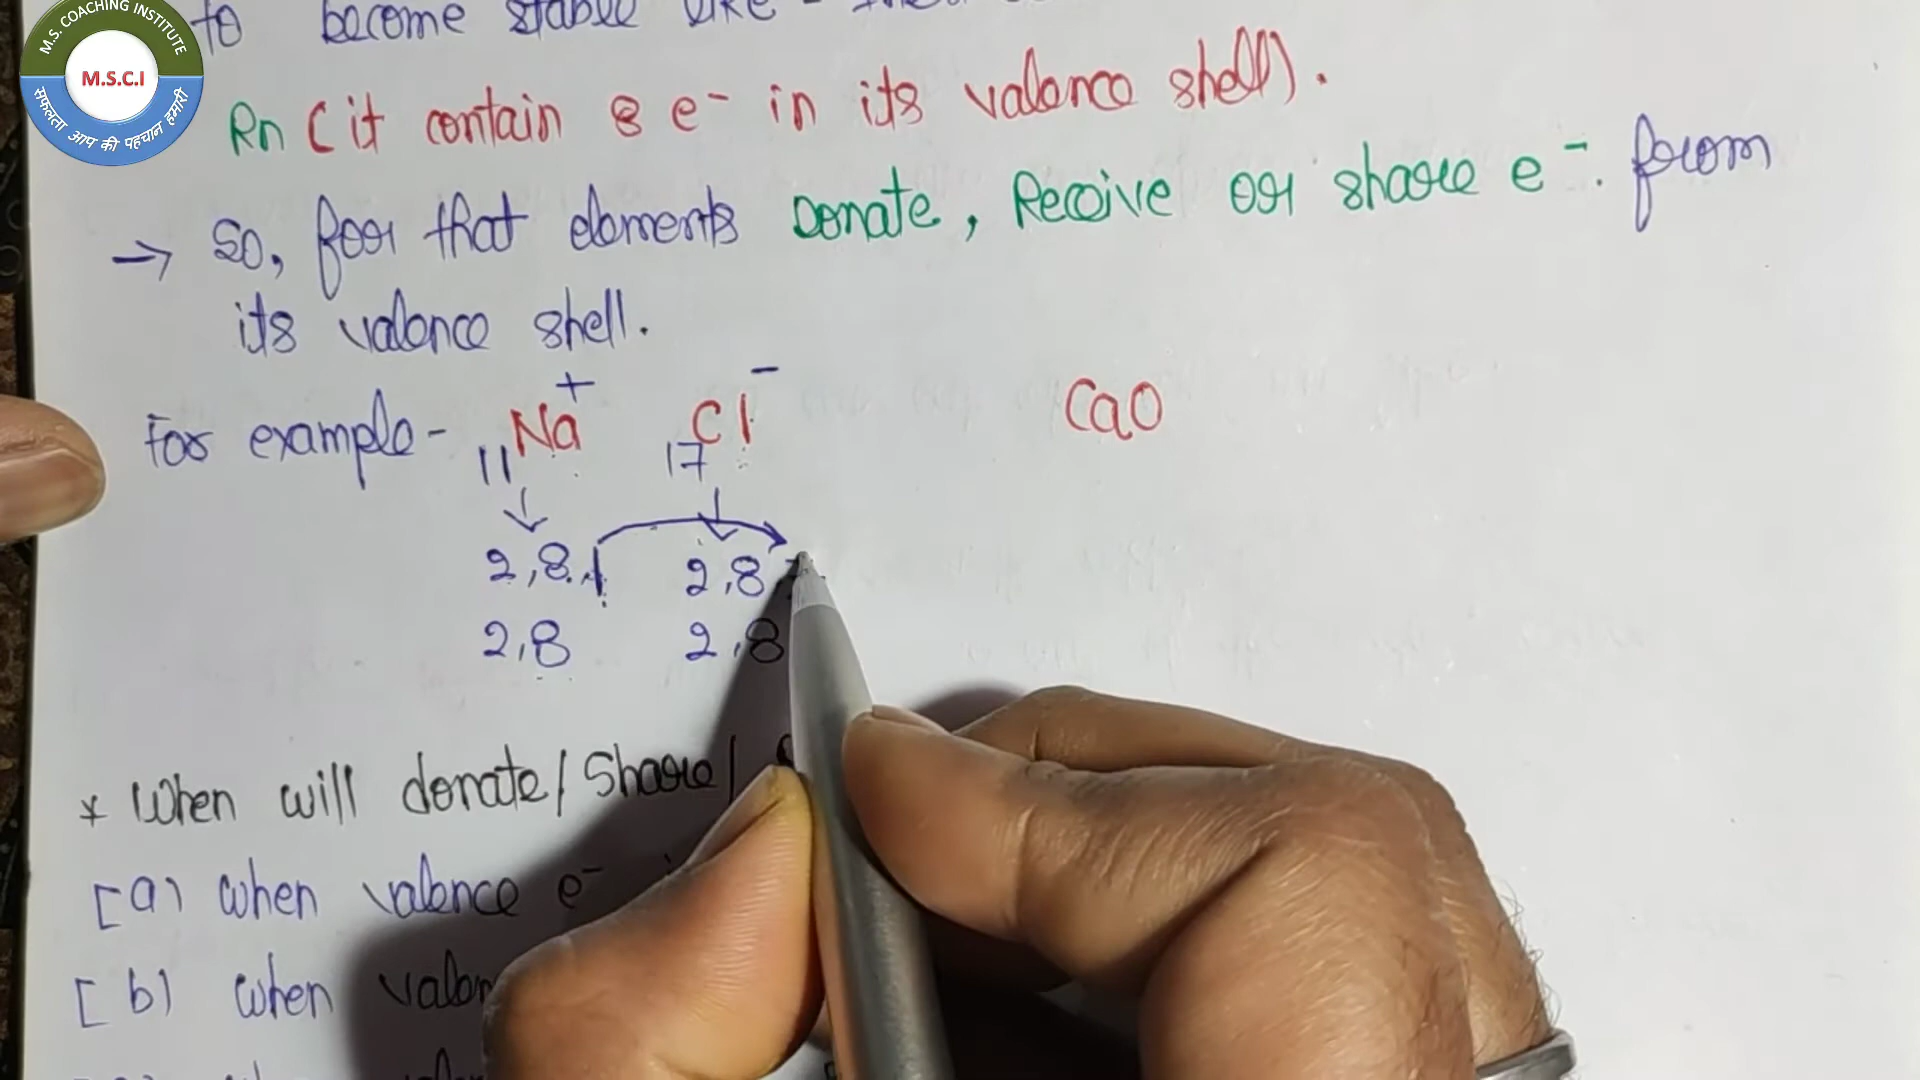 M.S. COACHING INSTITUTE
M.S.C.I
सफलता आप की पहचान हमारी
to become stable like
Rn ( it contain 8 e⁻ in its valence shell).
→ so, for that elements Donate, Receive or share e⁻. from
its valence shell.
For example- ₁₁Na⁺ ₁₇Cl⁻ CaO
2,8,1 2,8
2,8 2,8
* When will donate/Share/
[a) when valence e⁻
[b) when